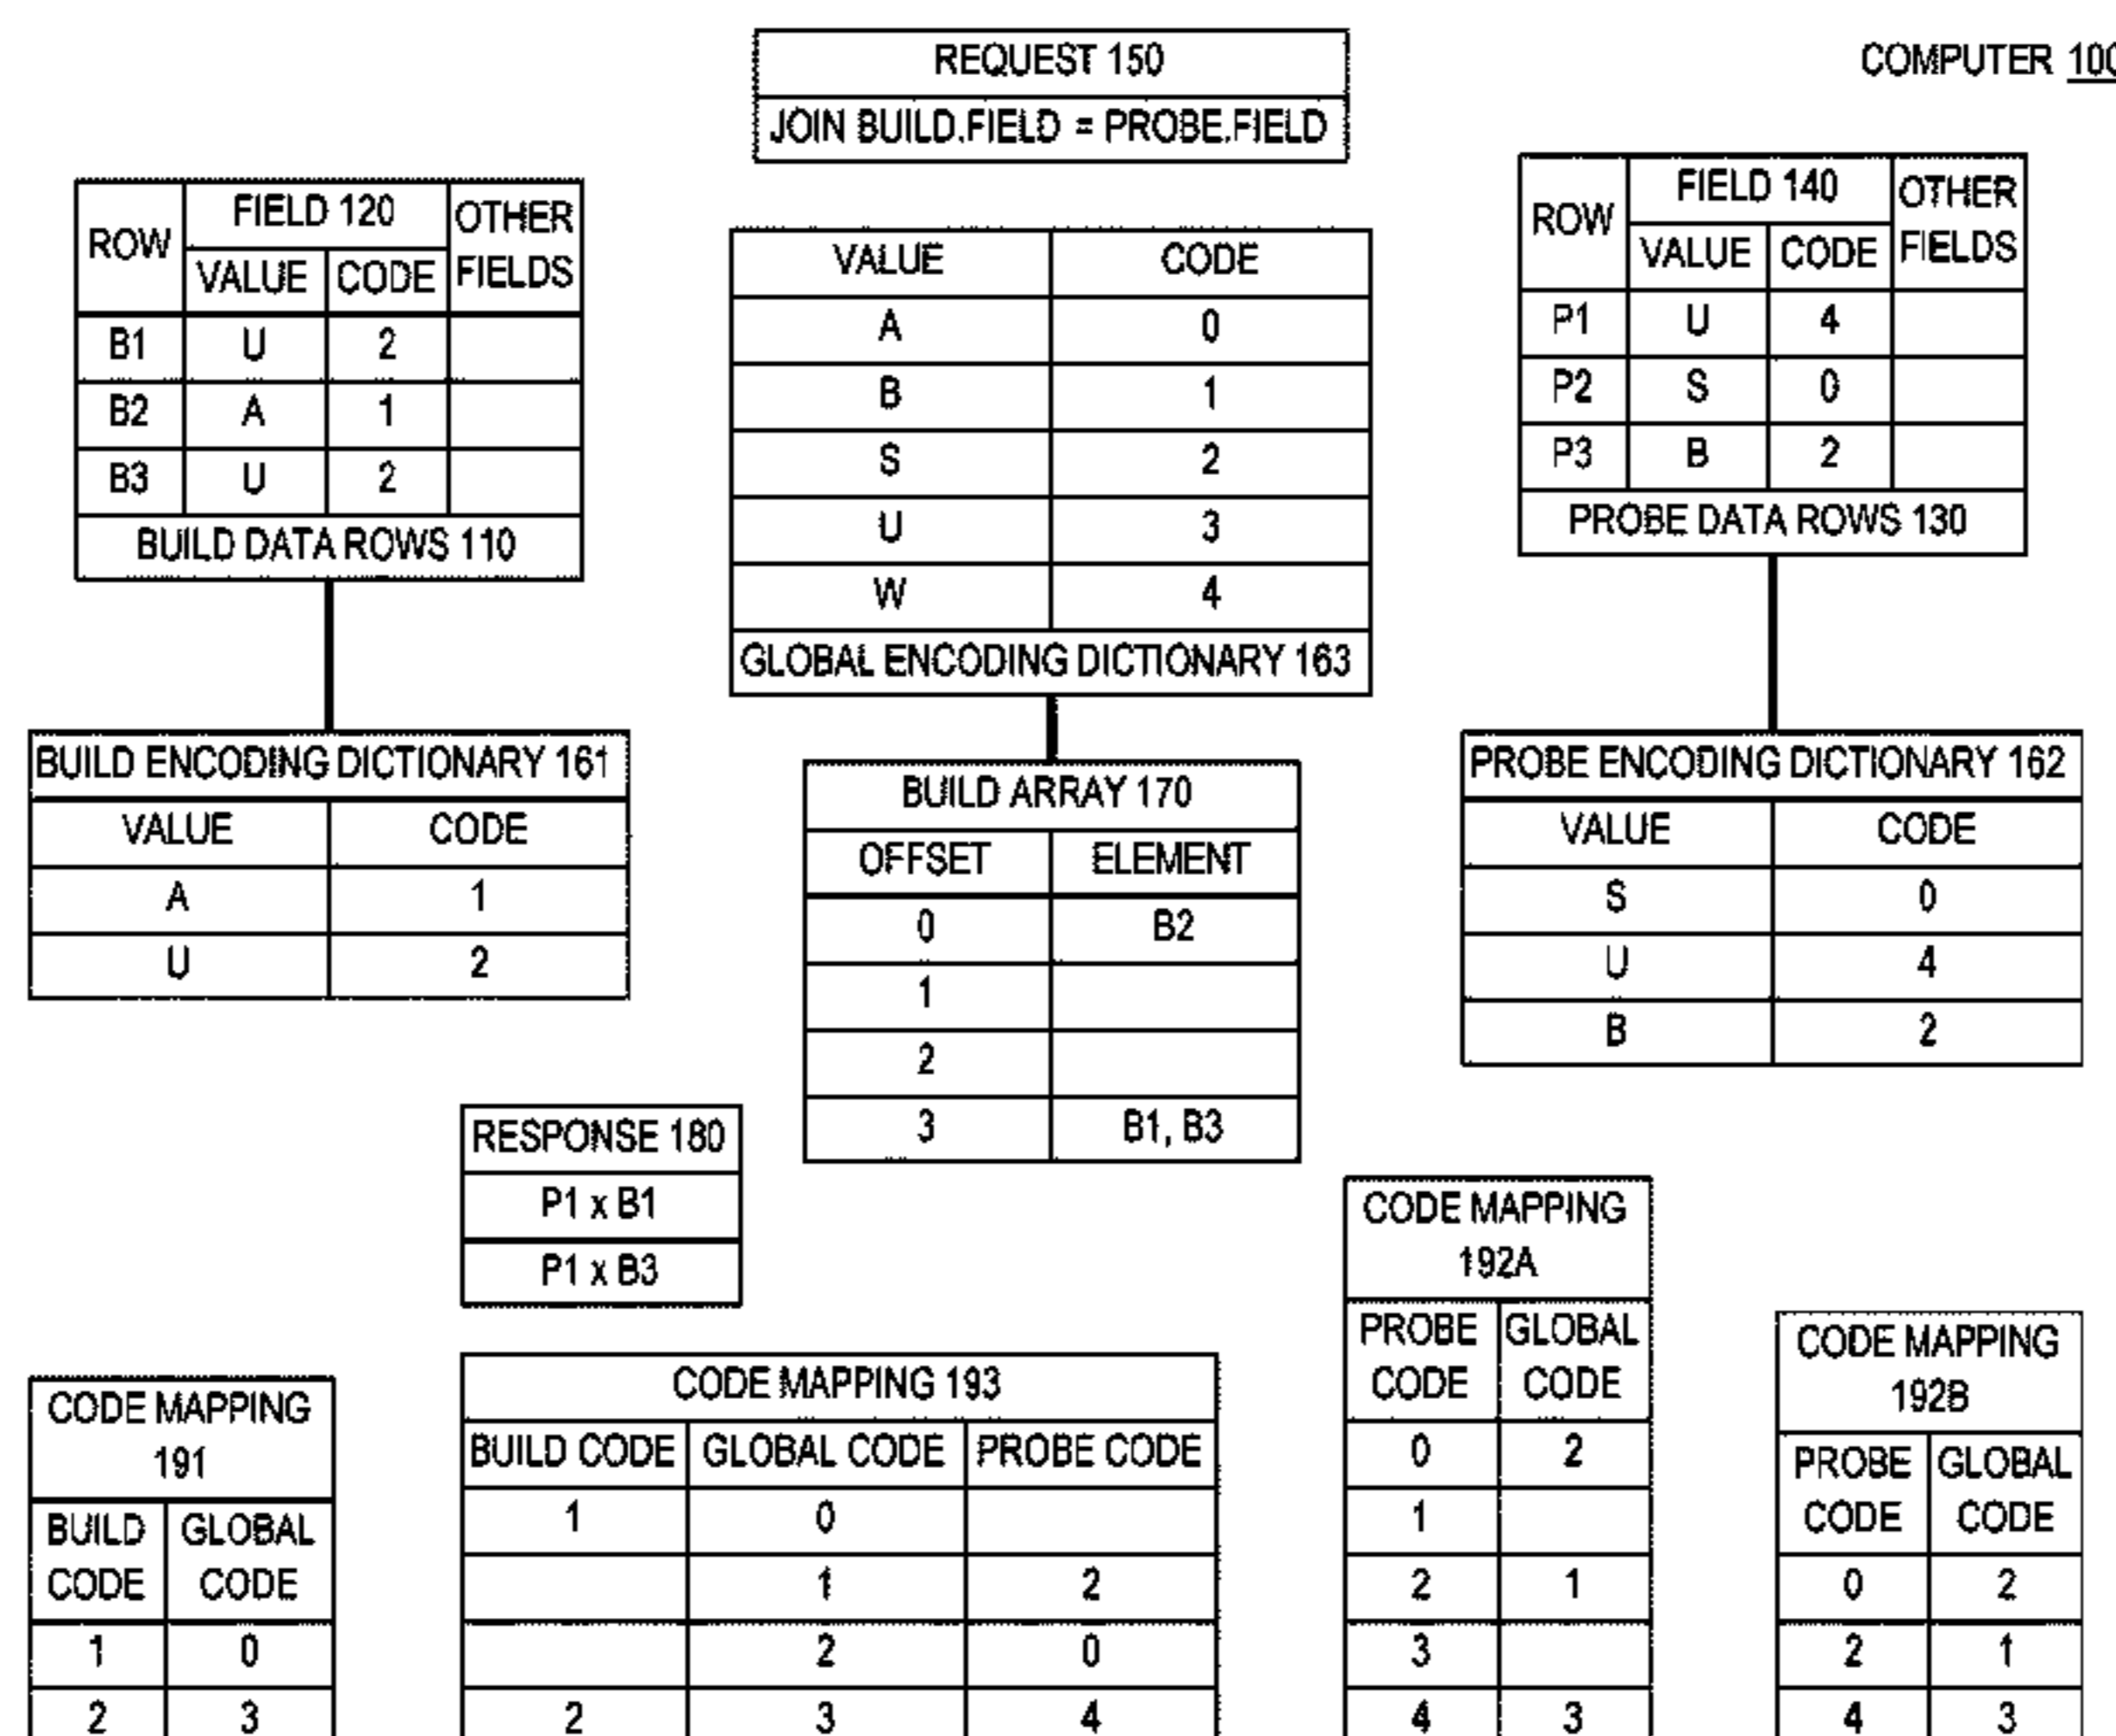 REQUEST 150
JOIN BUILD.FIELD = PROBE.FIELD
COMPUTER 100
ROW FIELD 120 OTHER FIELDS
VALUE CODE
B1 U 2
B2 A 1
B3 U 2
BUILD DATA ROWS 110
VALUE CODE
A 0
B 1
S 2
U 3
W 4
GLOBAL ENCODING DICTIONARY 163
ROW FIELD 140 OTHER FIELDS
VALUE CODE
P1 U 4
P2 S 0
P3 B 2
PROBE DATA ROWS 130
BUILD ENCODING DICTIONARY 161
VALUE CODE
A 1
U 2
BUILD ARRAY 170
OFFSET ELEMENT
0 B2
1
2
3 B1, B3
PROBE ENCODING DICTIONARY 162
VALUE CODE
S 0
U 4
B 2
RESPONSE 180
P1 x B1
P1 x B3
CODE MAPPING
191
BUILD CODE GLOBAL CODE
1 0
2 3
CODE MAPPING 193
BUILD CODE GLOBAL CODE PROBE CODE
1 0
1 2
2 0
2 3 4
CODE MAPPING
192A
PROBE CODE GLOBAL CODE
0 2
1
2 1
3
4 3
CODE MAPPING
192B
PROBE CODE GLOBAL CODE
0 2
2 1
4 3